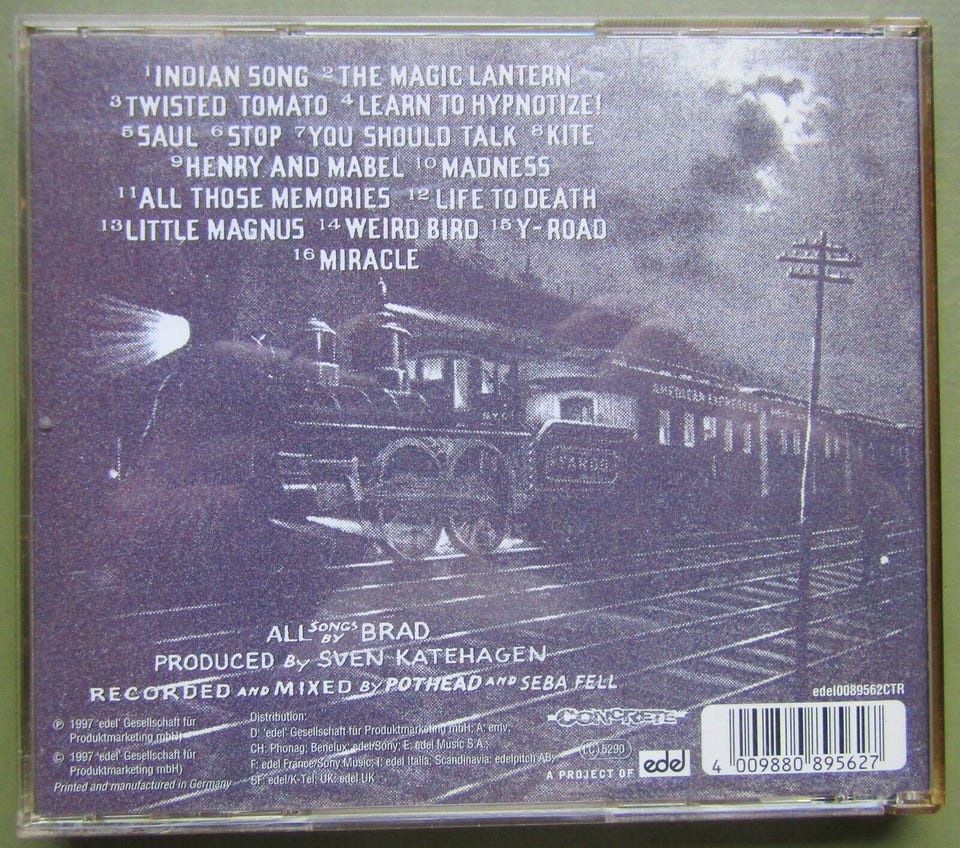 1 INDIAN SONG 2 THE MAGIC LANTERN
3 TWISTED TOMATO 4 LEARN TO HYPNOTIZE!
5 SAUL 6 STOP 7 YOU SHOULD TALK 8 KITE
9 HENRY AND MABEL 10 MADNESS
11 ALL THOSE MEMORIES 12 LIFE TO DEATH
13 LITTLE MAGNUS 14 WEIRD BIRD 15 Y-ROAD
16 MIRACLE
AMERICAN EXPRESS
ALL SONGS BY BRAD
PRODUCED BY SVEN KATEHAGEN
RECORDED AND MIXED BY POTHEAD AND SEBA FELL
℗ 1997 'edel' Gesellschaft für
Produktmarketing mbH)
© 1997 'edel' Gesellschaft für
Produktmarketing mbH)
Printed and manufactured in Germany
Distribution:
D: 'edel' Gesellschaft für Produktmarketing mbH; A: emv;
CH: Phonag; Benelux: edel/Sony; E: edel Music S.A.;
F: edel France/Sony Music; I: edel Italia; Scandinavia: edelpitch AB;
SF: edel/K-Tel; UK: edel UK
CONCRETE
LC 5290
A PROJECT OF edel
edel0089562CTR
4 009880 895627